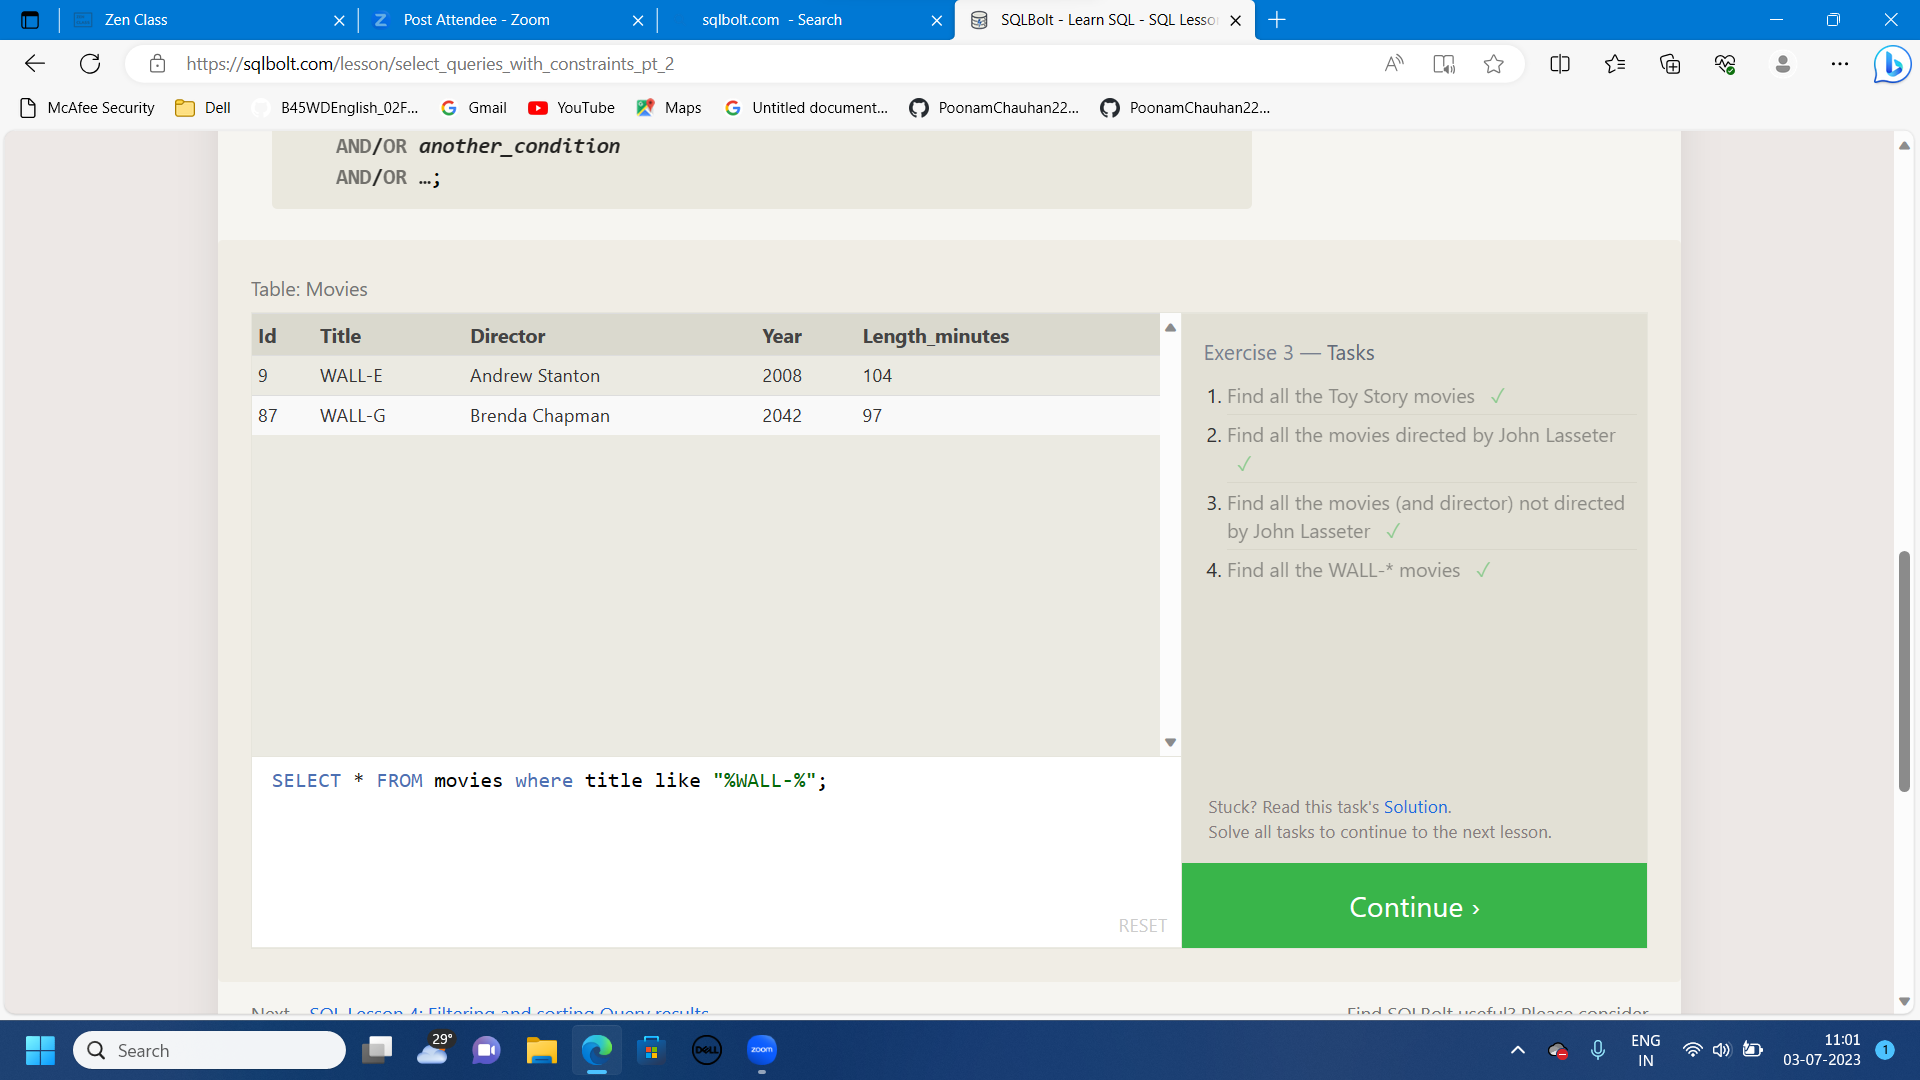 Zen Class
Post Attendee - Zoom
sqlbolt.com - Search
SQLBolt - Learn SQL - SQL Lesso
https://sqlbolt.com/lesson/select_queries_with_constraints_pt_2
McAfee Security
Dell
B45WDEnglish_02F...
Gmail
YouTube
Maps
Untitled document...
PoonamChauhan22...
PoonamChauhan22...
AND/OR another_condition
AND/OR …;
Table: Movies
Id Title Director Year Length_minutes
9 WALL-E Andrew Stanton 2008 104
87 WALL-G Brenda Chapman 2042 97
SELECT * FROM movies where title like "%WALL-%";
RESET
Exercise 3 — Tasks
1. Find all the Toy Story movies ✓
2. Find all the movies directed by John Lasseter
✓
3. Find all the movies (and director) not directed
by John Lasseter ✓
4. Find all the WALL-* movies ✓
Stuck? Read this task's Solution.
Solve all tasks to continue to the next lesson.
Continue ›
Next – SQL Lesson 4: Filtering and sorting Query results
Find SQLBolt useful? Please consider
Search
29°
DELL
zoom
ENG
IN
11:01
03-07-2023
1